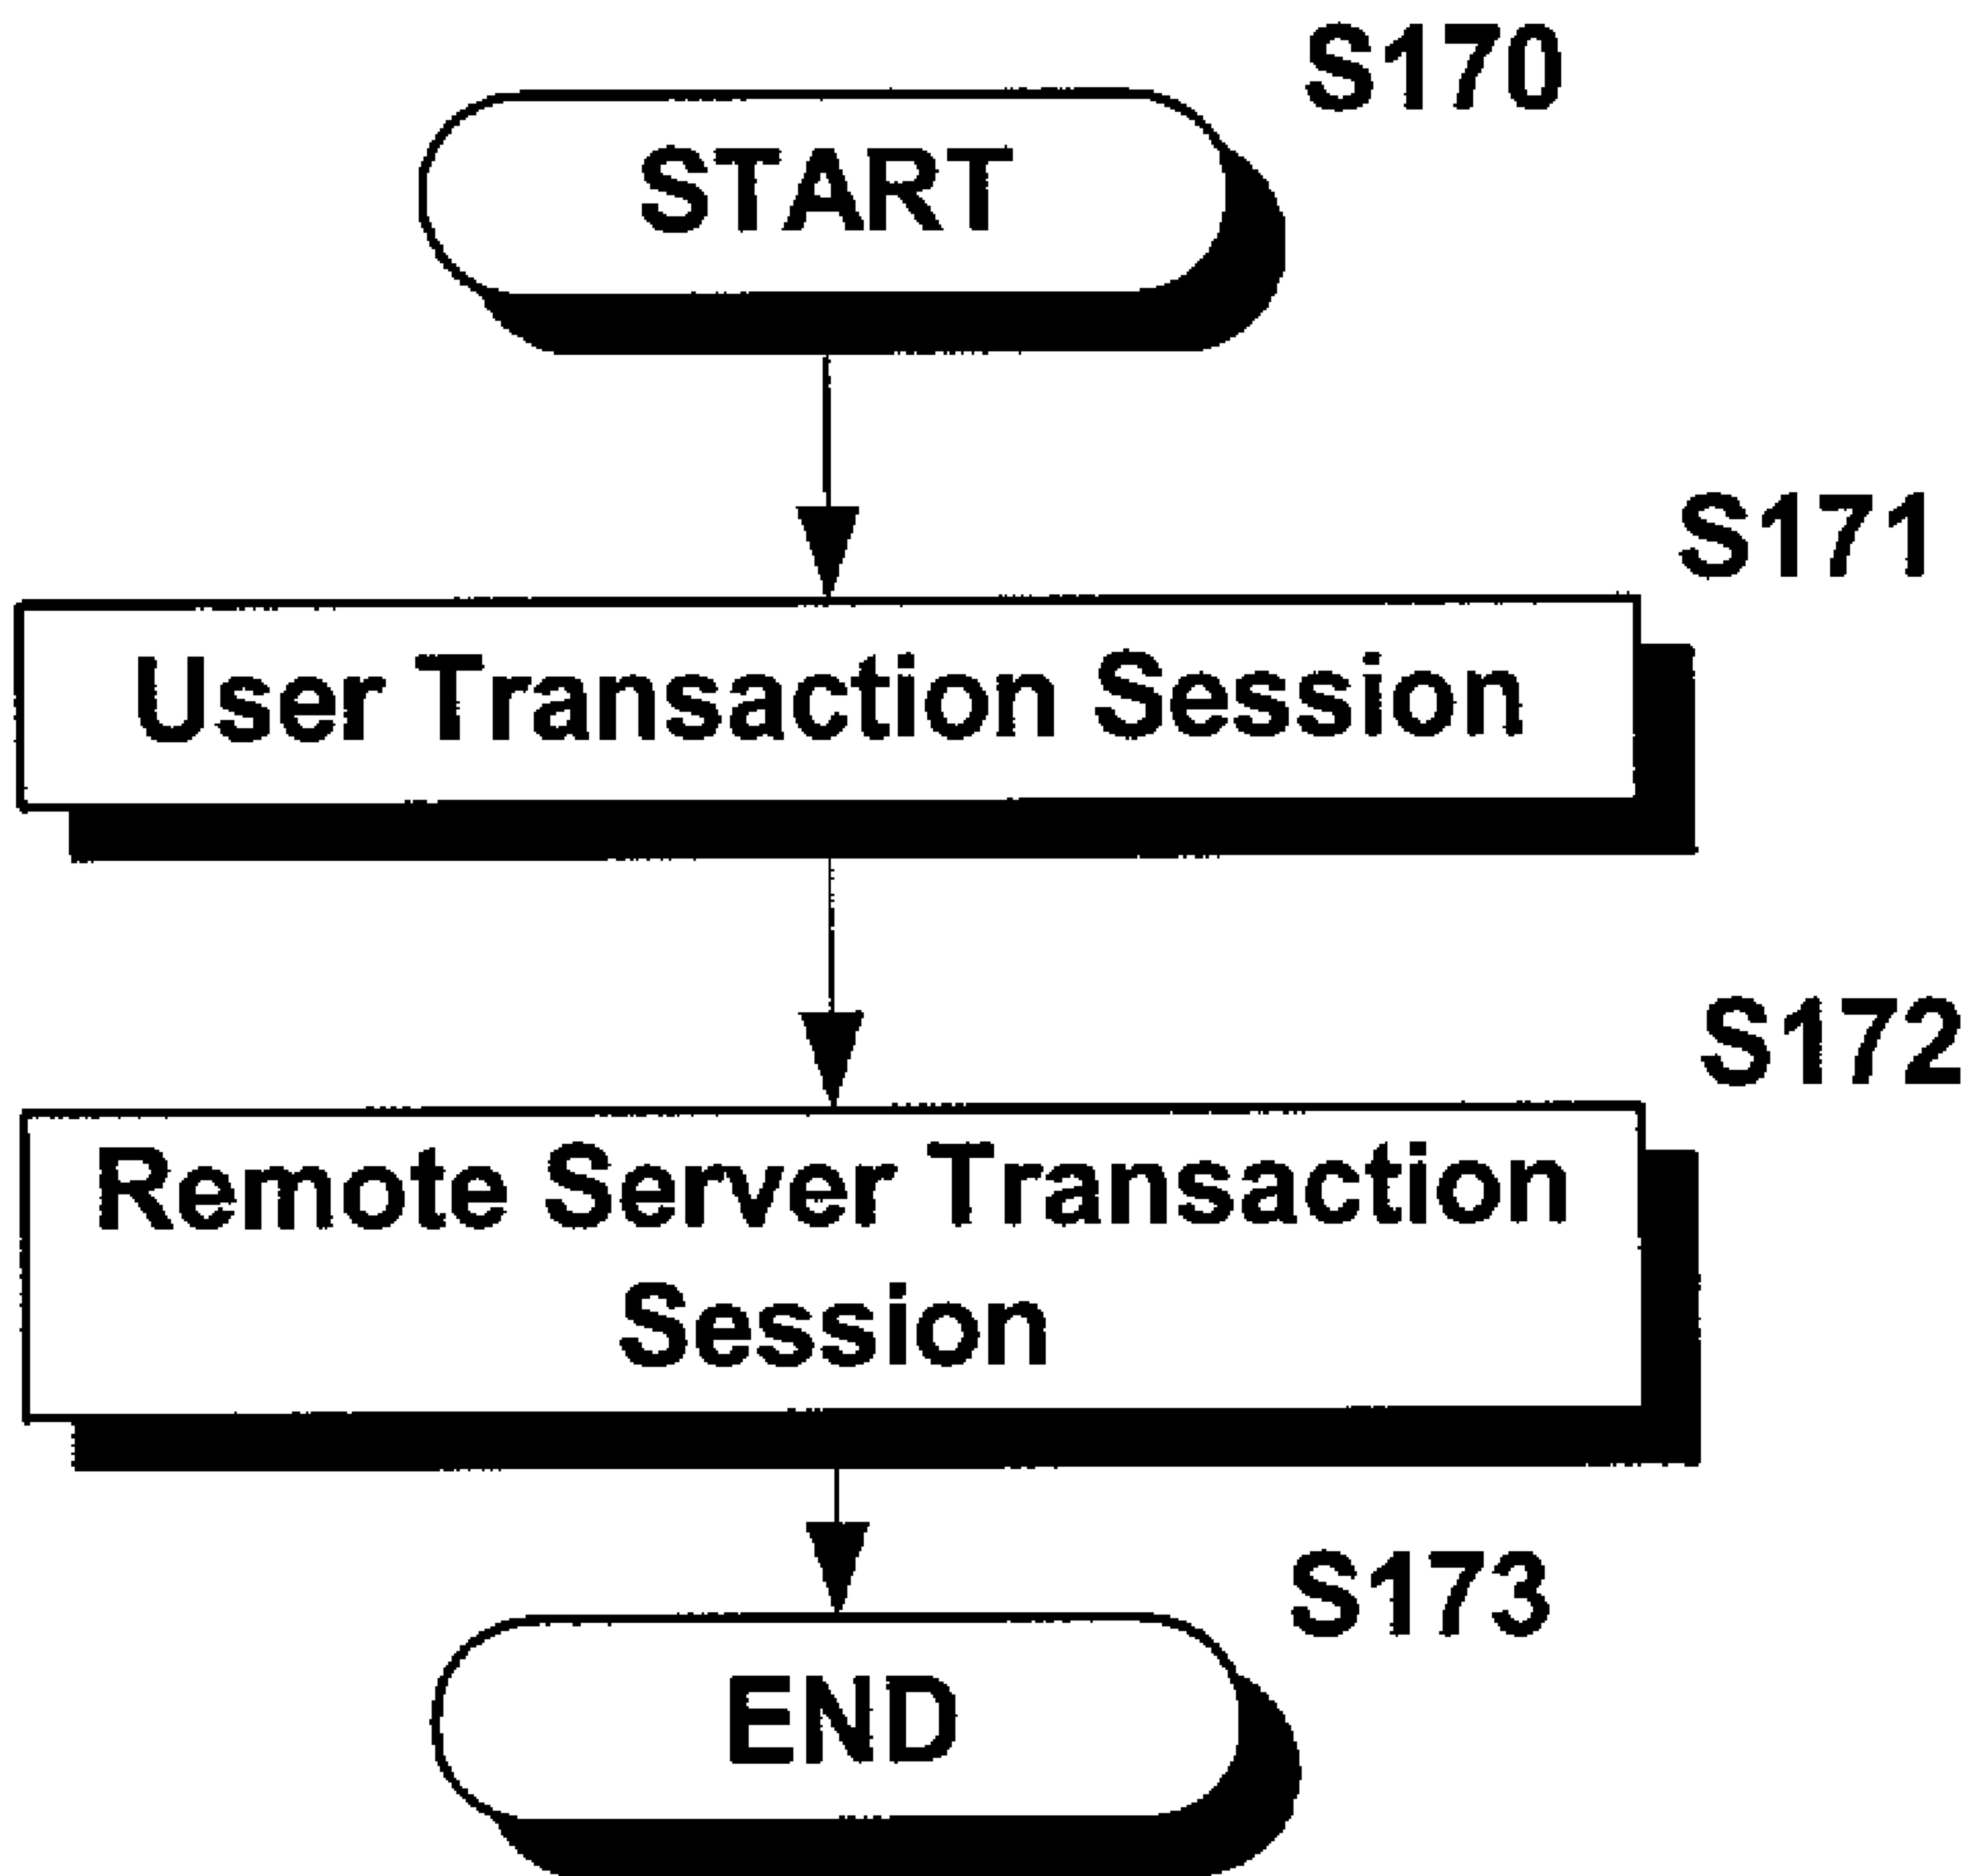 S170
START
S171
User Transaction Session
S172
Remote Server Transaction
Session
S173
END